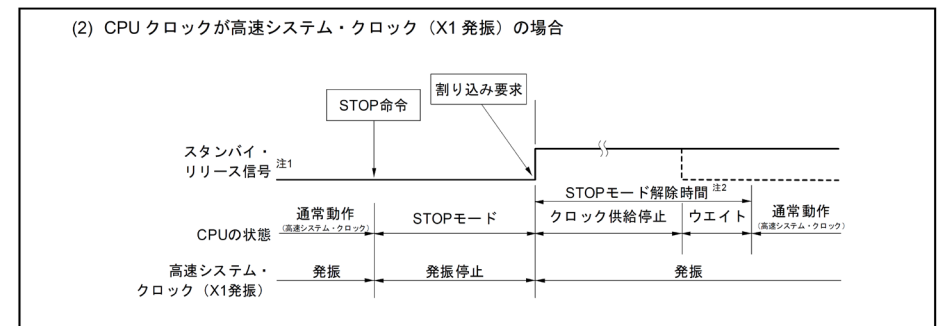 (2) CPU クロックが高速システム・クロック（X1 発振）の場合
STOP命令
割り込み要求
スタンバイ・
リリース信号 注1
STOPモード解除時間 注2
CPUの状態
通常動作
（高速システム・クロック）
STOPモード
クロック供給停止
ウエイト
通常動作
（高速システム・クロック）
高速システム・
クロック（X1発振）
発振
発振停止
発振